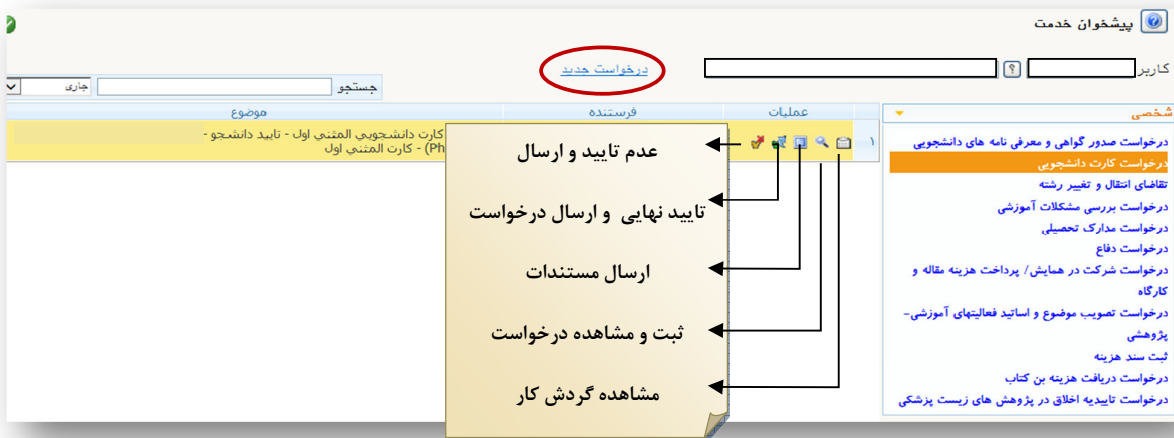 پیشخوان خدمت
کاربر
درخواست جدید
جستجو
جاری
شخصی
درخواست صدور گواهی و معرفی نامه های دانشجویی
درخواست کارت دانشجویی
تقاضای انتقال و تغییر رشته
درخواست بررسی مشکلات آموزشی
درخواست مدارک تحصیلی
درخواست دفاع
درخواست شرکت در همایش/ پرداخت هزینه مقاله و
کارگاه
درخواست تصویب موضوع و اساتید فعالیتهای آموزشی-
پژوهشی
ثبت سند هزینه
درخواست دریافت هزینه بن کتاب
درخواست تاییدیه اخلاق در پژوهش های زیست پزشکی
عملیات
فرستنده
موضوع
۱
کارت دانشجویی المثنی اول - تایید دانشجو -
Ph) - کارت المثنی اول
عدم تایید و ارسال
تایید نهایی و ارسال درخواست
ارسال مستندات
ثبت و مشاهده درخواست
مشاهده گردش کار